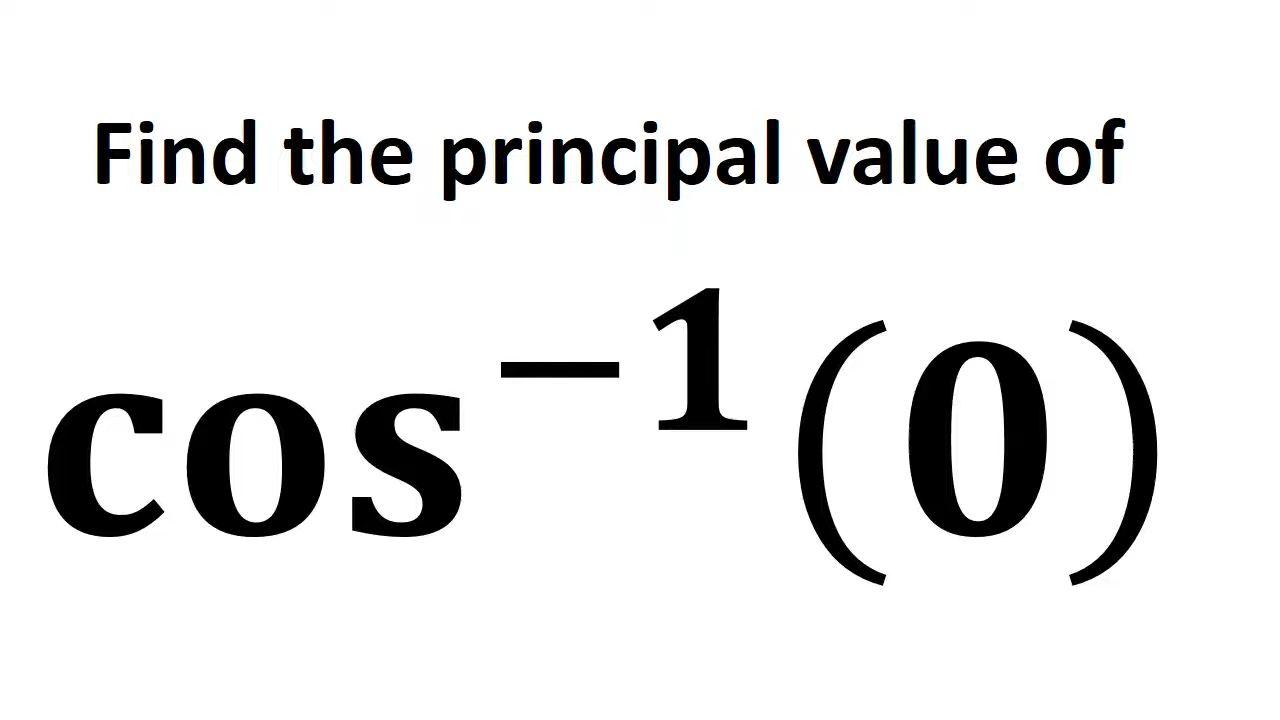 Find the principal value of
cos⁻¹(0)